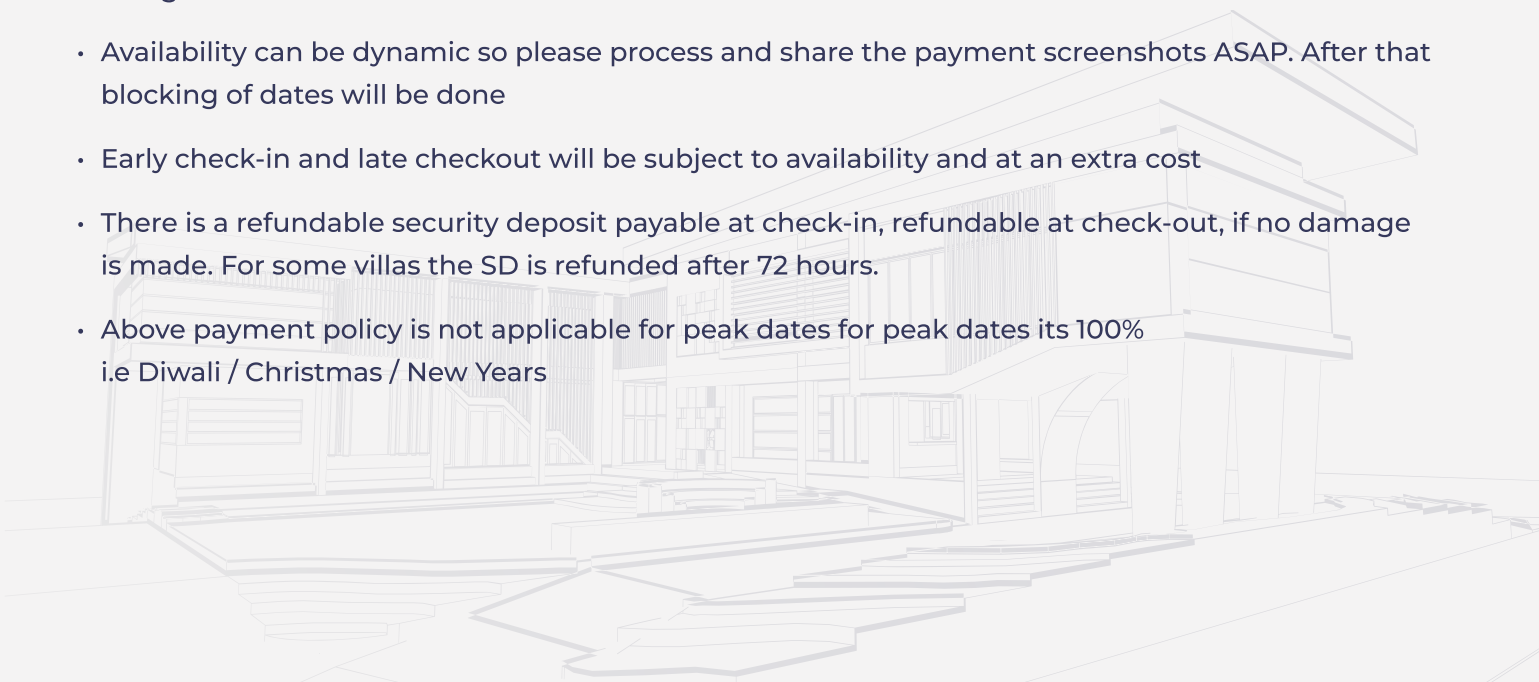 • Availability can be dynamic so please process and share the payment screenshots ASAP. After that
blocking of dates will be done
• Early check-in and late checkout will be subject to availability and at an extra cost
• There is a refundable security deposit payable at check-in, refundable at check-out, if no damage
is made. For some villas the SD is refunded after 72 hours.
• Above payment policy is not applicable for peak dates for peak dates its 100%
i.e Diwali / Christmas / New Years